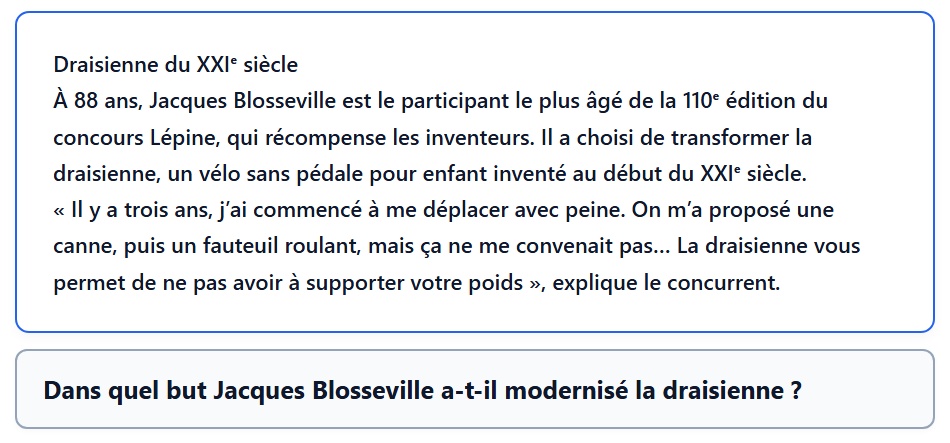 Draisienne du XXIᵉ siècle
À 88 ans, Jacques Blosseville est le participant le plus âgé de la 110ᵉ édition du
concours Lépine, qui récompense les inventeurs. Il a choisi de transformer la
draisienne, un vélo sans pédale pour enfant inventé au début du XXIᵉ siècle.
« Il y a trois ans, j’ai commencé à me déplacer avec peine. On m’a proposé une
canne, puis un fauteuil roulant, mais ça ne me convenait pas... La draisienne vous
permet de ne pas avoir à supporter votre poids », explique le concurrent.
Dans quel but Jacques Blosseville a-t-il modernisé la draisienne ?